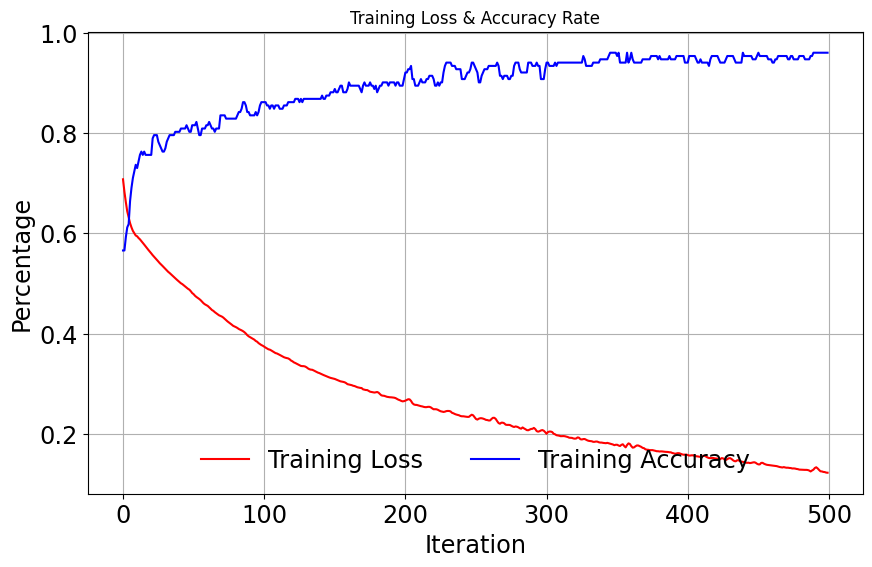 Training Loss & Accuracy Rate
1.0
0.8
0.6
0.4
0.2
Percentage
Training Loss
Training Accuracy
0
100
200
300
400
500
Iteration